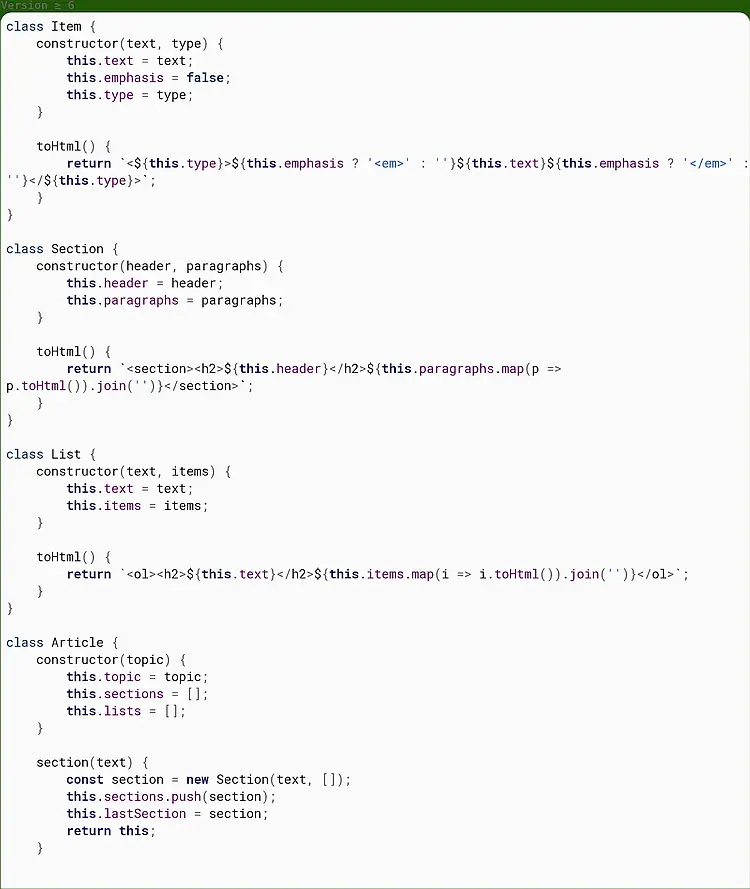 Version ≥ 6
class Item {
    constructor(text, type) {
        this.text = text;
        this.emphasis = false;
        this.type = type;
    }

    toHtml() {
        return `<${this.type}>${this.emphasis ? '<em>' : ''}${this.text}${this.emphasis ? '</em>' :
''}</${this.type}>`;
    }
}

class Section {
    constructor(header, paragraphs) {
        this.header = header;
        this.paragraphs = paragraphs;
    }

    toHtml() {
        return `<section><h2>${this.header}</h2>${this.paragraphs.map(p =>
p.toHtml()).join('')}</section>`;
    }
}

class List {
    constructor(text, items) {
        this.text = text;
        this.items = items;
    }

    toHtml() {
        return `<ol><h2>${this.text}</h2>${this.items.map(i => i.toHtml()).join('')}</ol>`;
    }
}

class Article {
    constructor(topic) {
        this.topic = topic;
        this.sections = [];
        this.lists = [];
    }

    section(text) {
        const section = new Section(text, []);
        this.sections.push(section);
        this.lastSection = section;
        return this;
    }